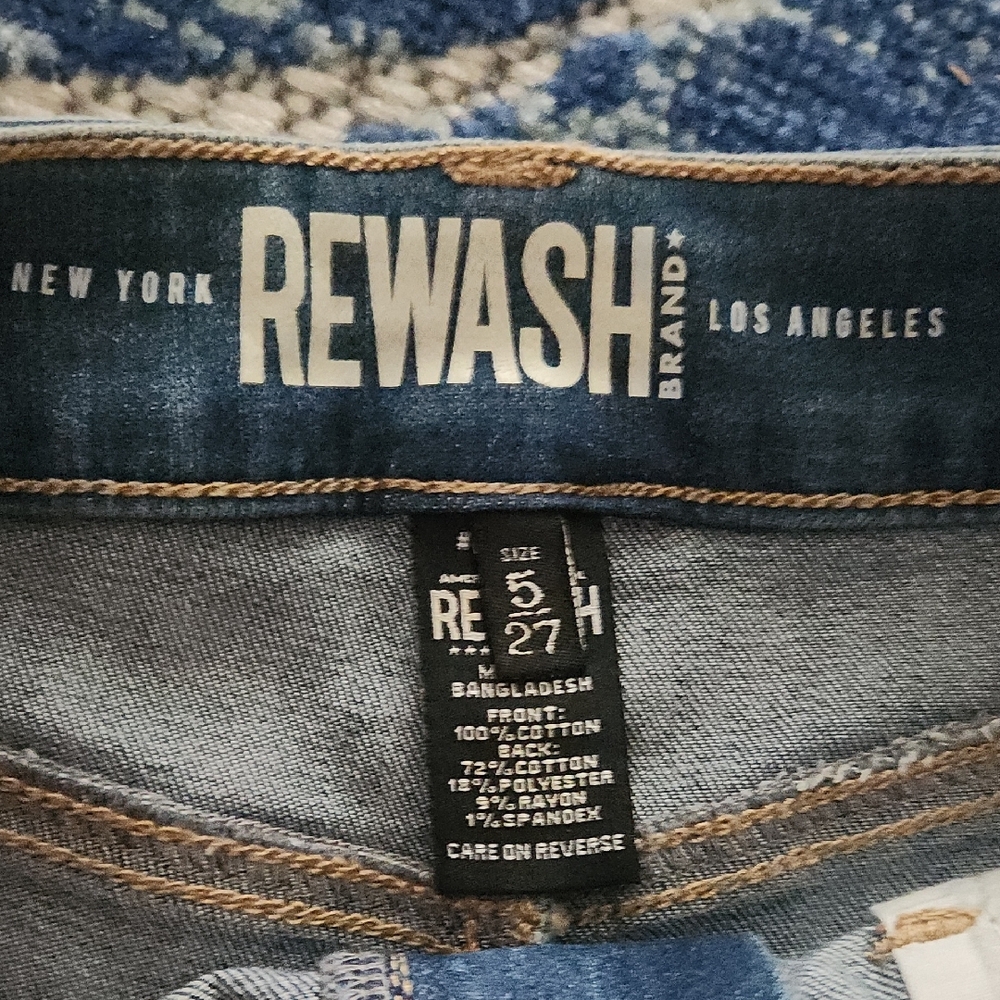 NEW YORK
REWASH
BRAND★
LOS ANGELES
SIZE
5
27
RE H
★★★
BANGLADESH
FRONT:
100% COTTON
BACK:
72% COTTON
18% POLYESTER
9% RAYON
1% SPANDEX
CARE ON REVERSE